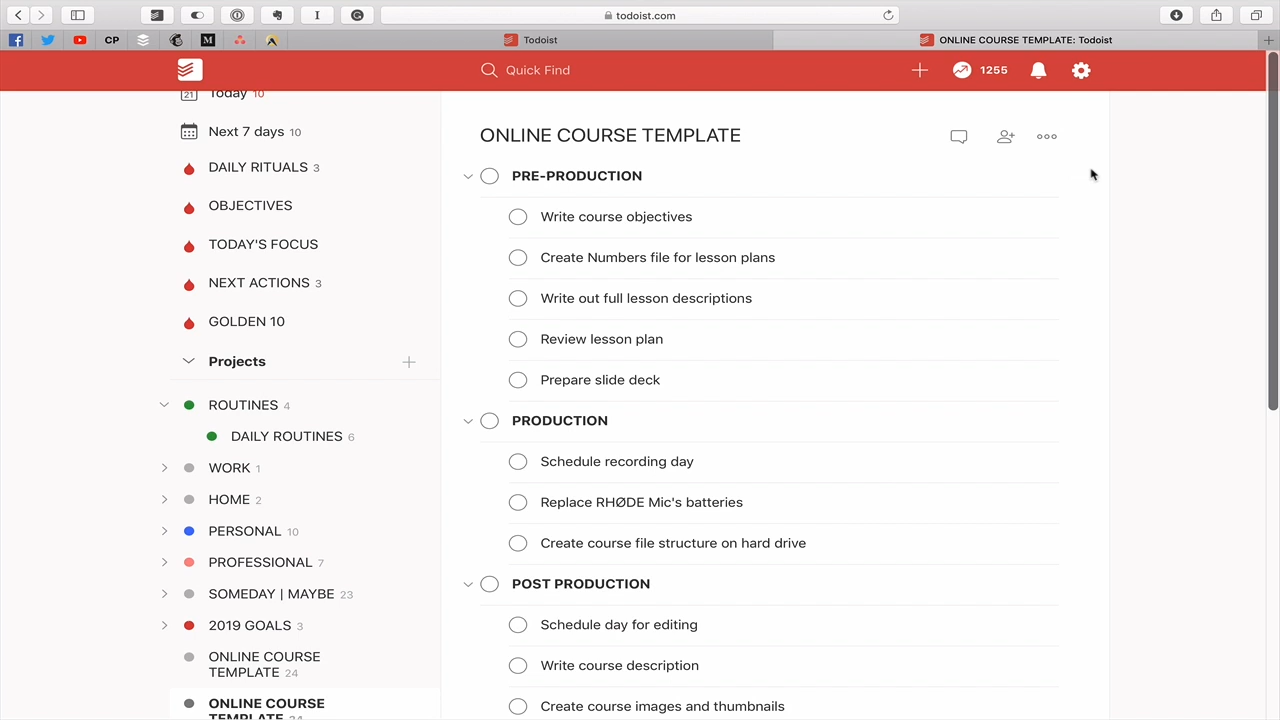 todoist.com
CP
M
Todoist
ONLINE COURSE TEMPLATE: Todoist
Quick Find
1255
21
Today 10
Next 7 days 10
DAILY RITUALS 3
OBJECTIVES
TODAY'S FOCUS
NEXT ACTIONS 3
GOLDEN 10
Projects
ROUTINES 4
DAILY ROUTINES 6
WORK 1
HOME 2
PERSONAL 10
PROFESSIONAL 7
SOMEDAY | MAYBE 23
2019 GOALS 3
ONLINE COURSE
TEMPLATE 24
ONLINE COURSE
TEMPLATE 24
ONLINE COURSE TEMPLATE
PRE-PRODUCTION
Write course objectives
Create Numbers file for lesson plans
Write out full lesson descriptions
Review lesson plan
Prepare slide deck
PRODUCTION
Schedule recording day
Replace RHØDE Mic's batteries
Create course file structure on hard drive
POST PRODUCTION
Schedule day for editing
Write course description
Create course images and thumbnails